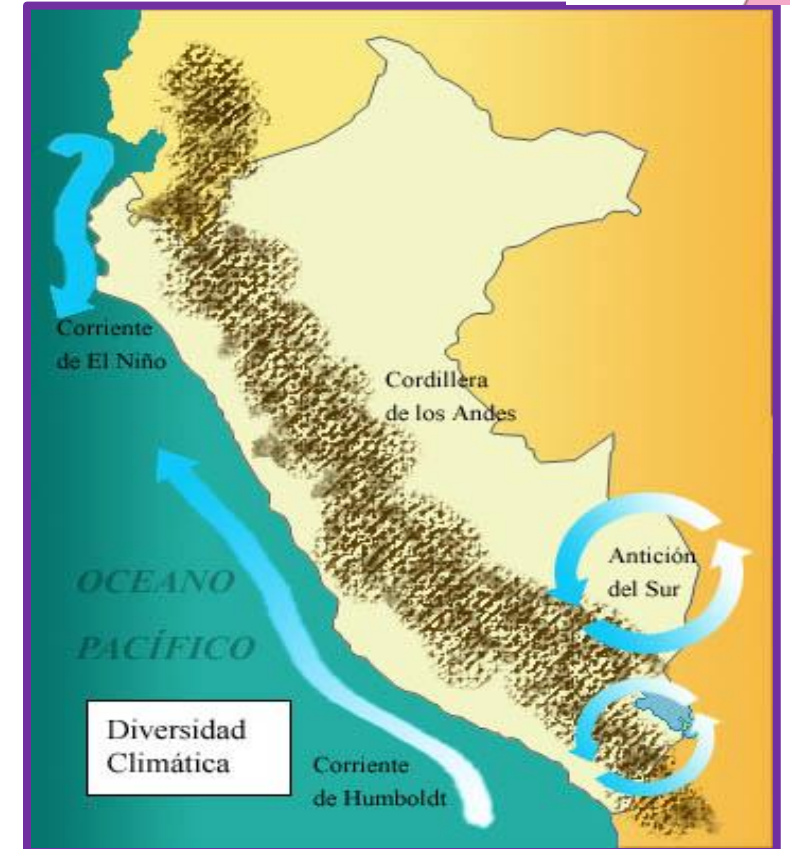 Corriente
de El Niño
Cordillera
de los Andes
Antición
del Sur
OCEANO
PACÍFICO
Diversidad
Climática
Corriente
de Humboldt